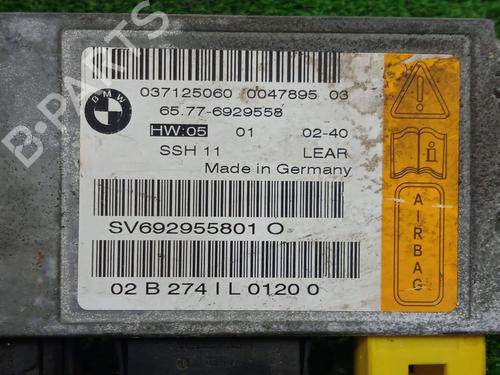 B-Parts
BMW
037125060 0047895 03
65.77-6929558
HW:05 01 02-40
SSH 11 LEAR
Made in Germany
SV692955801 O
02 B 274 I L 0120 0
i
AIRBAG